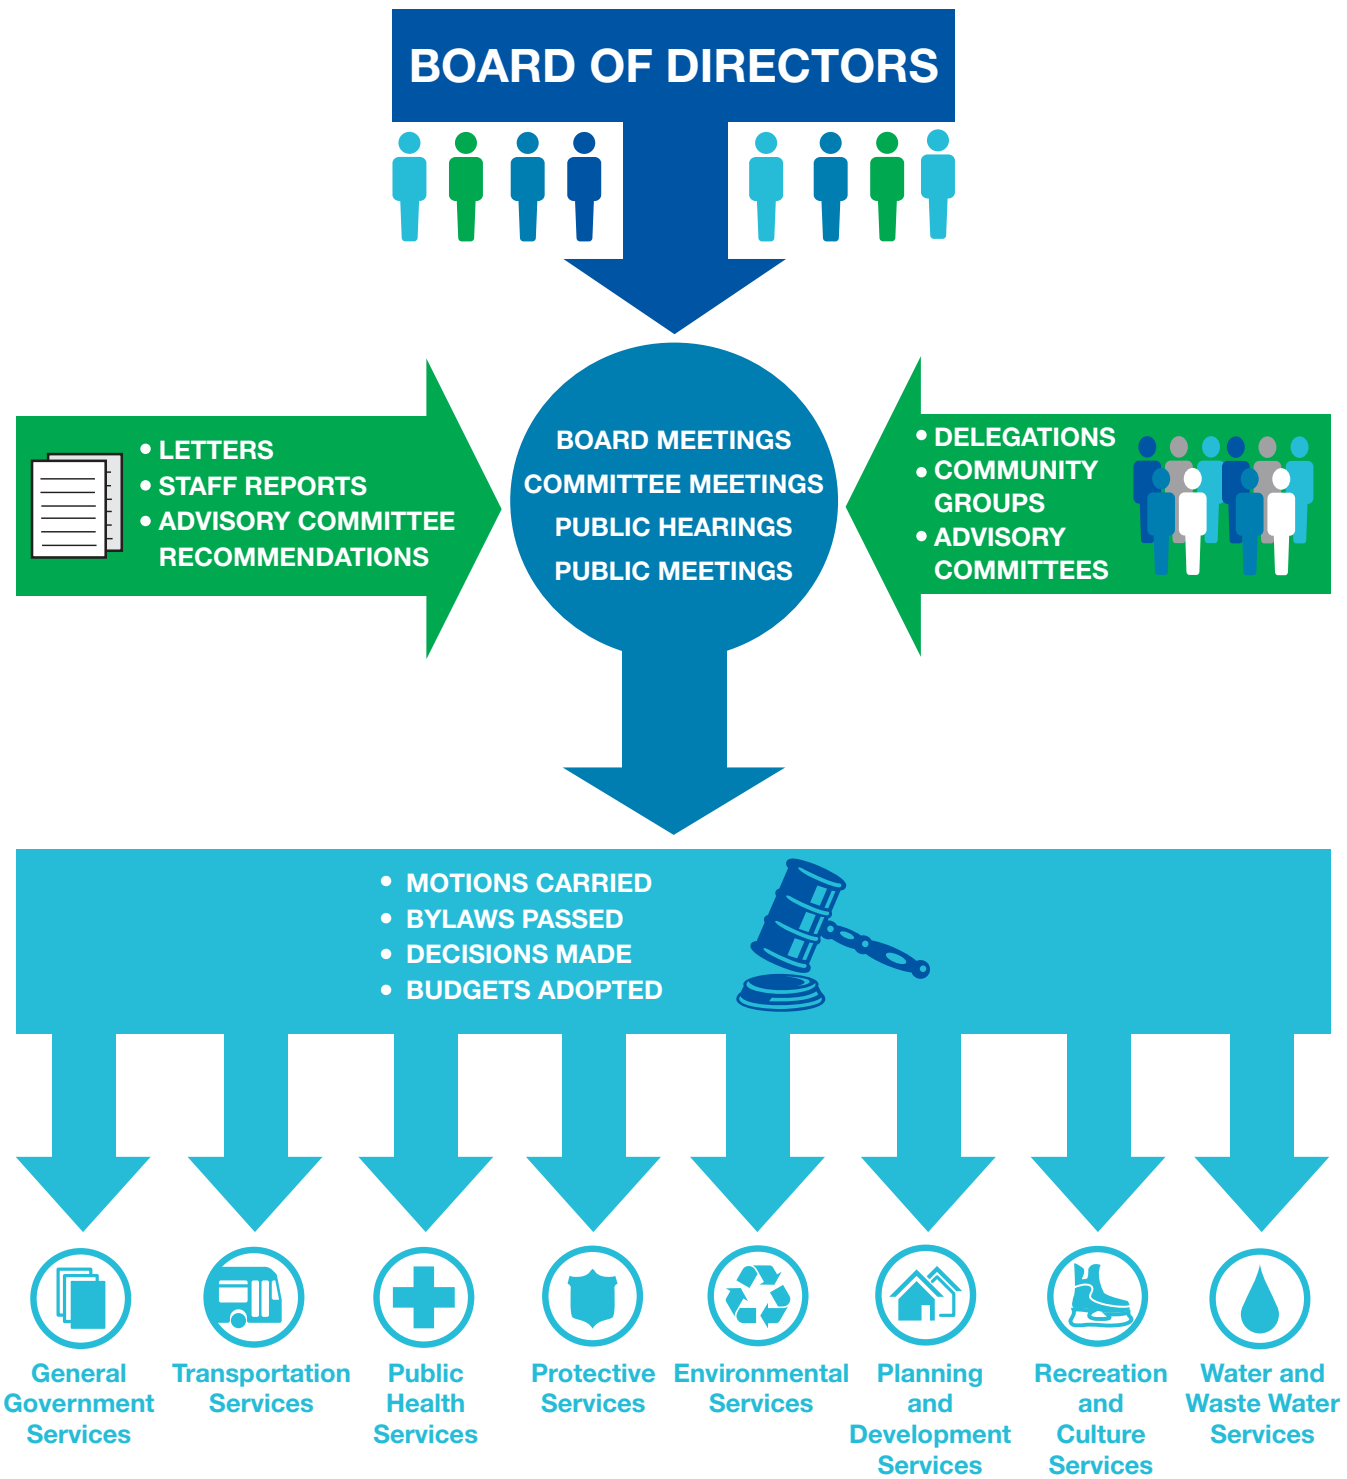 BOARD OF DIRECTORS
• LETTERS
• STAFF REPORTS
• ADVISORY COMMITTEE
RECOMMENDATIONS
BOARD MEETINGS
COMMITTEE MEETINGS
PUBLIC HEARINGS
PUBLIC MEETINGS
• DELEGATIONS
• COMMUNITY
GROUPS
• ADVISORY
COMMITTEES
• MOTIONS CARRIED
• BYLAWS PASSED
• DECISIONS MADE
• BUDGETS ADOPTED
General
Government
Services
Transportation
Services
Public
Health
Services
Protective
Services
Environmental
Services
Planning
and
Development
Services
Recreation
and
Culture
Services
Water and
Waste Water
Services